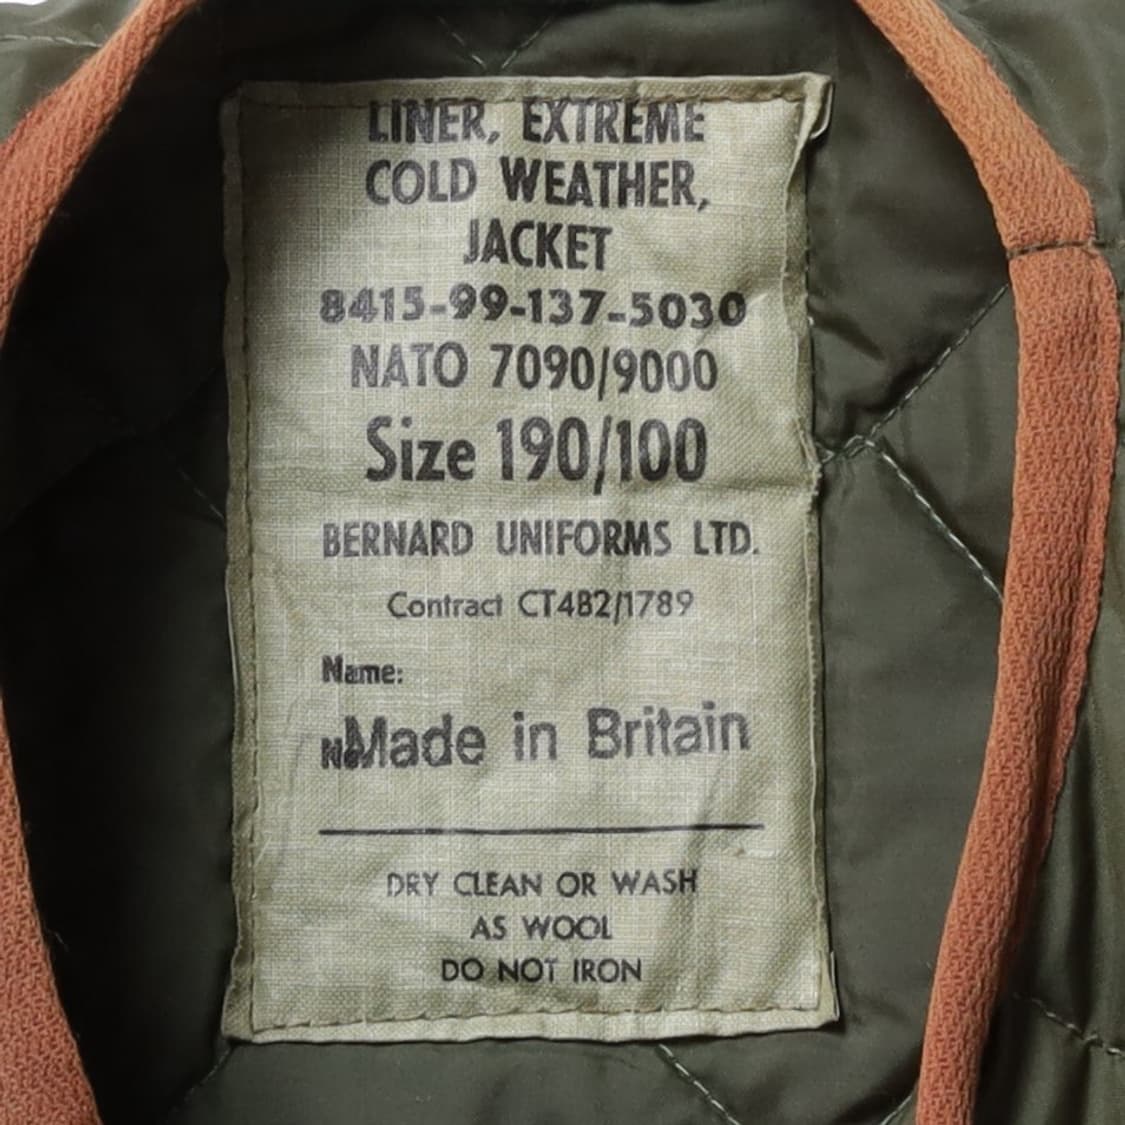 LINER, EXTREME
COLD WEATHER,
JACKET
8415-99-137-5030
NATO 7090/9000
Size 190/100
BERNARD UNIFORMS LTD.
Contract CT4B2/1789
Name:
No. Made in Britain
DRY CLEAN OR WASH
AS WOOL
DO NOT IRON